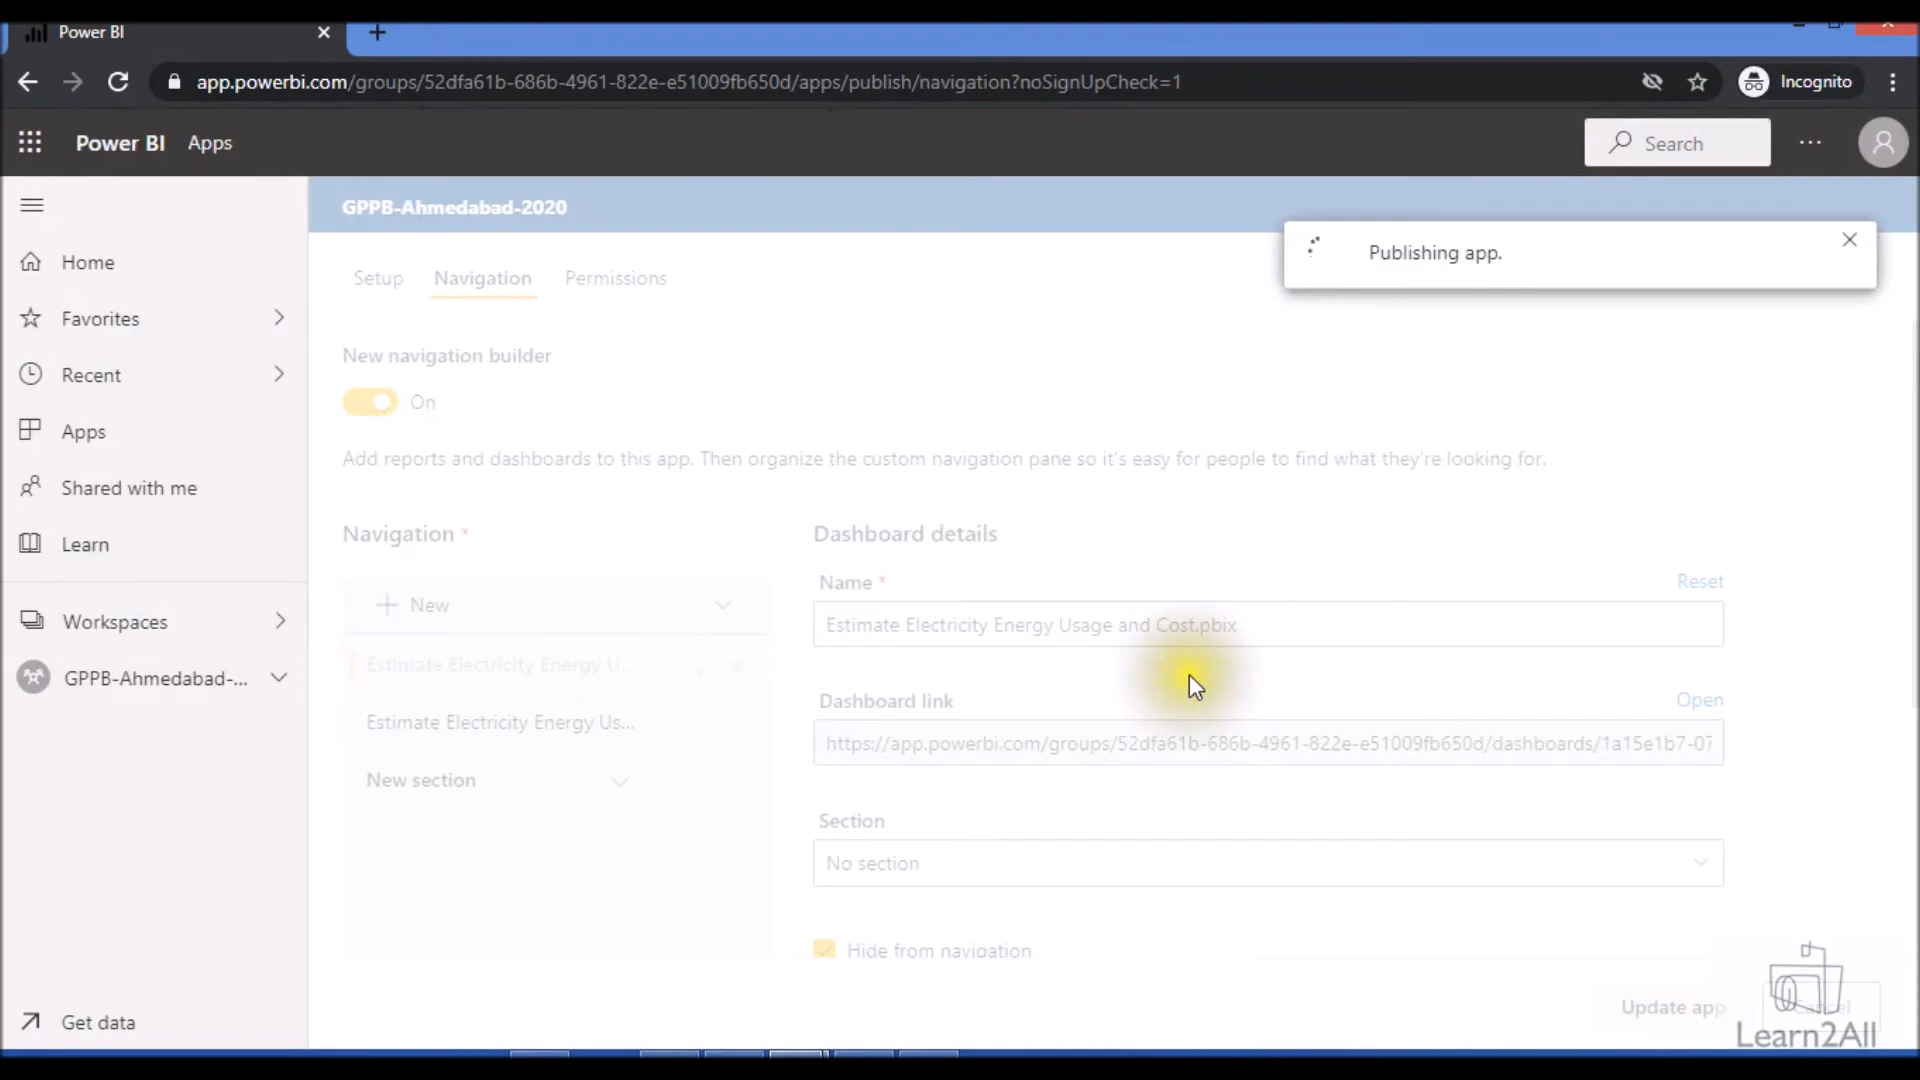 Power BI
app.powerbi.com/groups/52dfa61b-686b-4961-822e-e51009fb650d/apps/publish/navigation?noSignUpCheck=1
Incognito
Power BI Apps
Search
GPPB-Ahmedabad-2020
Publishing app.
Home
Favorites
Recent
Apps
Shared with me
Learn
Workspaces
GPPB-Ahmedabad-...
Get data
Setup Navigation Permissions
New navigation builder
On
Add reports and dashboards to this app. Then organize the custom navigation pane so it's easy for people to find what they're looking for.
Navigation *
New
Estimate Electricity Energy U...
Estimate Electricity Energy Us...
New section
Dashboard details
Name *
Reset
Estimate Electricity Energy Usage and Cost.pbix
Dashboard link
Open
https://app.powerbi.com/groups/52dfa61b-686b-4961-822e-e51009fb650d/dashboards/1a15e1b7-07
Section
No section
Hide from navigation
Update app
Cancel
Learn2All